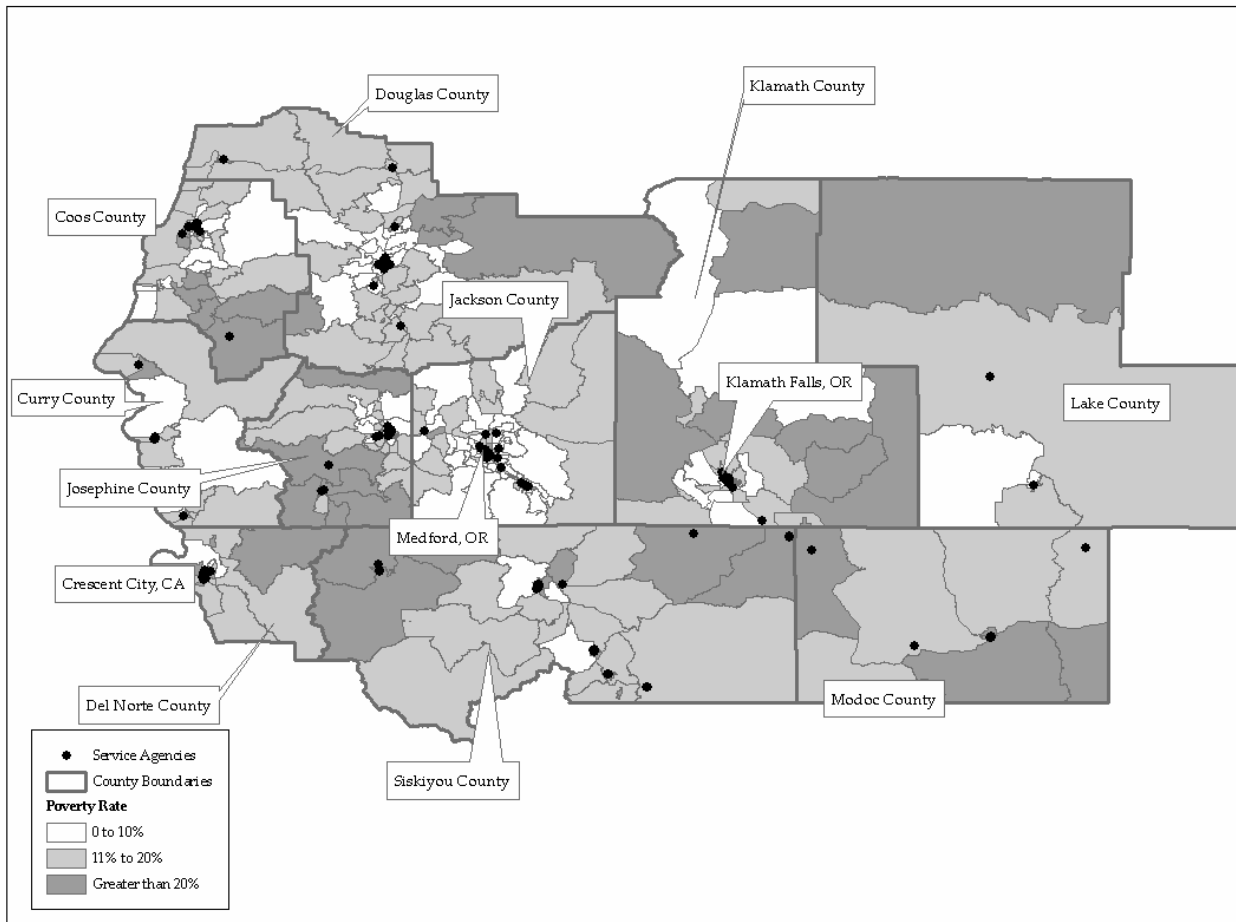 Klamath County
Douglas County
Coos County
Jackson County
Klamath Falls, OR
Curry County
Lake County
Josephine County
Medford, OR
Crescent City, CA
Del Norte County
Modoc County
Siskiyou County
Service Agencies
County Boundaries
Poverty Rate
0 to 10%
11% to 20%
Greater than 20%